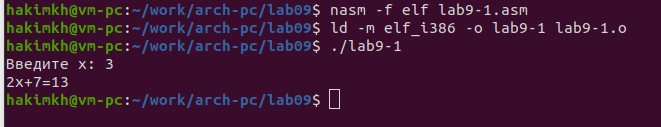 hakimkh@vm-pc:~/work/arch-pc/lab09$ nasm -f elf lab9-1.asm
hakimkh@vm-pc:~/work/arch-pc/lab09$ ld -m elf_i386 -o lab9-1 lab9-1.o
hakimkh@vm-pc:~/work/arch-pc/lab09$ ./lab9-1
Введите x: 3
2x+7=13
hakimkh@vm-pc:~/work/arch-pc/lab09$